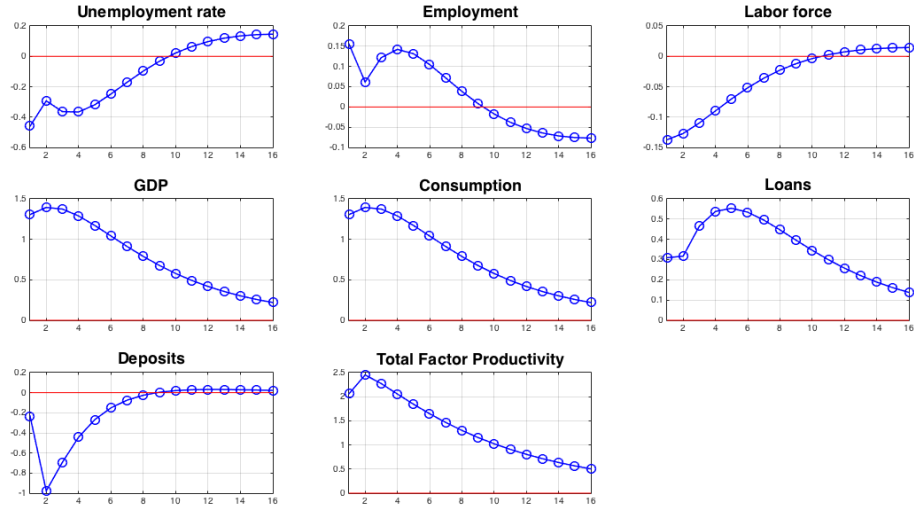 Unemployment rate
0.2
0
-0.2
-0.4
-0.6
2 4 6 8 10 12 14 16
Employment
0.2
0.15
0.1
0.05
0
-0.05
0.1
2 4 6 8 10 12 14 16
Labor force
0.05
0
-0.05
-0.1
-0.15
2 4 6 8 10 12 14 16
GDP
1.5
1
0.5
0
2 4 6 8 10 12 14 16
Consumption
1.5
1
0.5
0
2 4 6 8 10 12 14 16
Loans
0.6
0.5
0.4
0.3
0.2
0.1
0
2 4 6 8 10 12 14 16
Deposits
0.2
0
-0.2
-0.4
-0.6
-0.8
-1
2 4 6 8 10 12 14 16
Total Factor Productivity
2.5
2
1.5
1
0.5
0
2 4 6 8 10 12 14 16